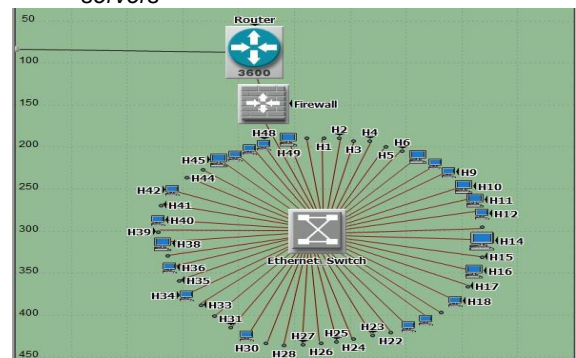 servers
50
Router
3600
100
150
Firewall
200
H48
H49
H1
H2
H3
H4
H5
H6
H45
H44
H9
H10
250
H42
H11
H41
H12
H40
300
H39
H38
H14
Ethernet Switch
H15
H36
H16
350
H35
H17
H34
H33
H18
H31
400
H30
H28
H27
H26
H25
H24
H23
H22
450